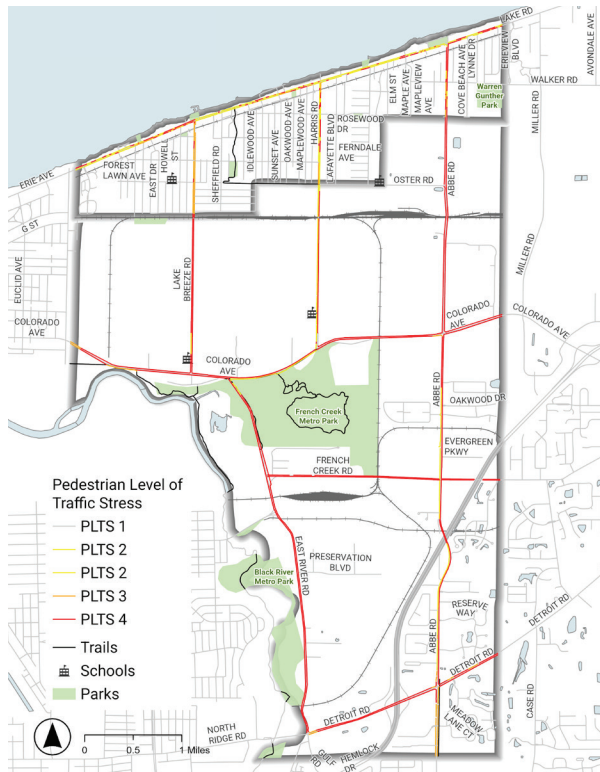 LAKE RD
ERIEVIEW
BLVD
AVONDALE AVE
COVE BEACH AVE
LYNNE DR
WALKER RD
ELM ST
MAPLE AVE
MAPLEVIEW
AVE
Warren
Gunther
Park
MILLER RD
IDLEWOOD AVE
SUNSET AVE
OAKWOOD AVE
MAPLEWOOD AVE
HARRIS RD
LAFAYETTE BLVD
ROSEWOOD
DR
FERNDALE
AVE
FOREST
LAWN AVE
EAST DR
HOWELL
ST
SHEFFIELD RD
OSTER RD
ABBE RD
ERIE AVE
G ST
EUCLID AVE
LAKE
BREEZE RD
MILLER RD
COLORADO
AVE
COLORADO AVE
COLORADO
AVE
COLORADO
AVE
ABBE RD
OAKWOOD DR
French Creek
Metro Park
EVERGREEN
PKWY
FRENCH
CREEK RD
Pedestrian Level of
Traffic Stress
PLTS 1
PLTS 2
PLTS 2
PLTS 3
PLTS 4
Trails
Schools
Parks
EAST RIVER RD
PRESERVATION
BLVD
Black River
Metro Park
RESERVE
WAY
ABBE RD
DETROIT RD
DETROIT RD
CASE RD
MEADOW
LANE CT
DETROIT RD
NORTH
RIDGE RD
GULF
RD
HEMLOCK
DR
0 0.5 1 Miles